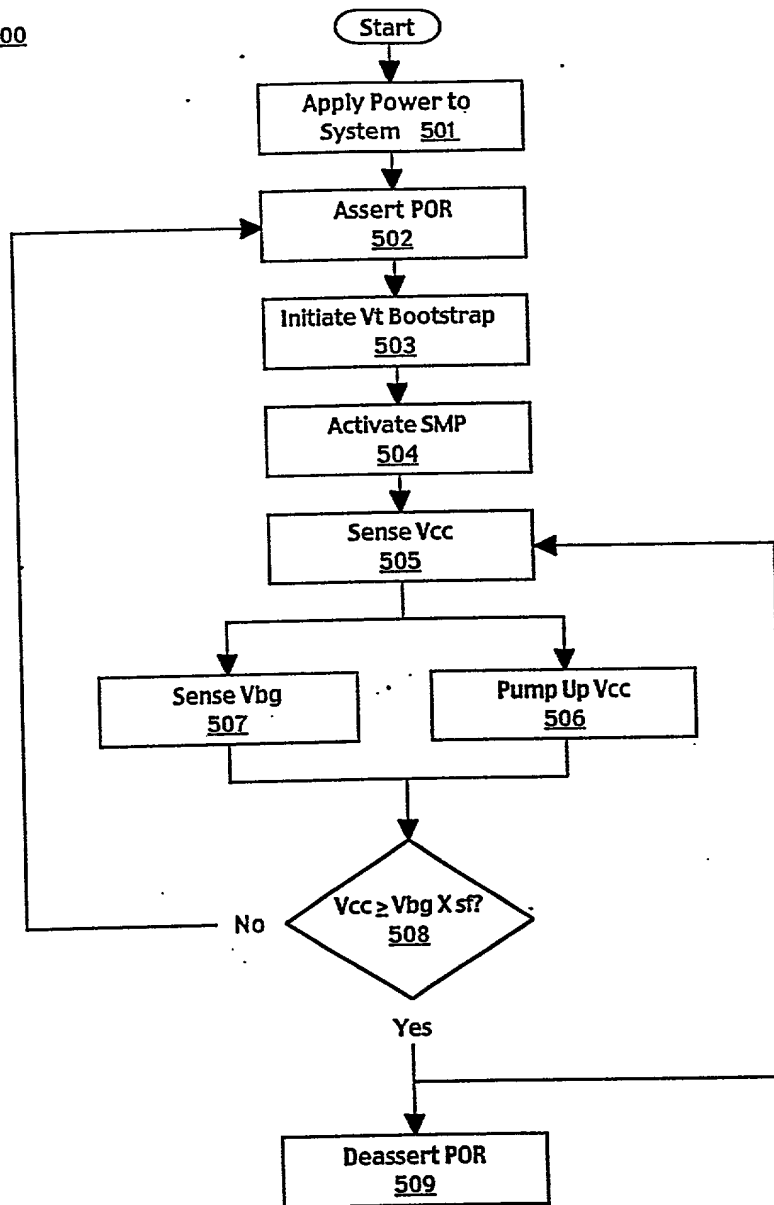 00
Start
Apply Power to
System 501
Assert POR
502
Initiate Vt Bootstrap
503
Activate SMP
504
Sense Vcc
505
Sense Vbg
507
Pump Up Vcc
506
Vcc ≥ Vbg X sf?
508
No
Yes
Deassert POR
509